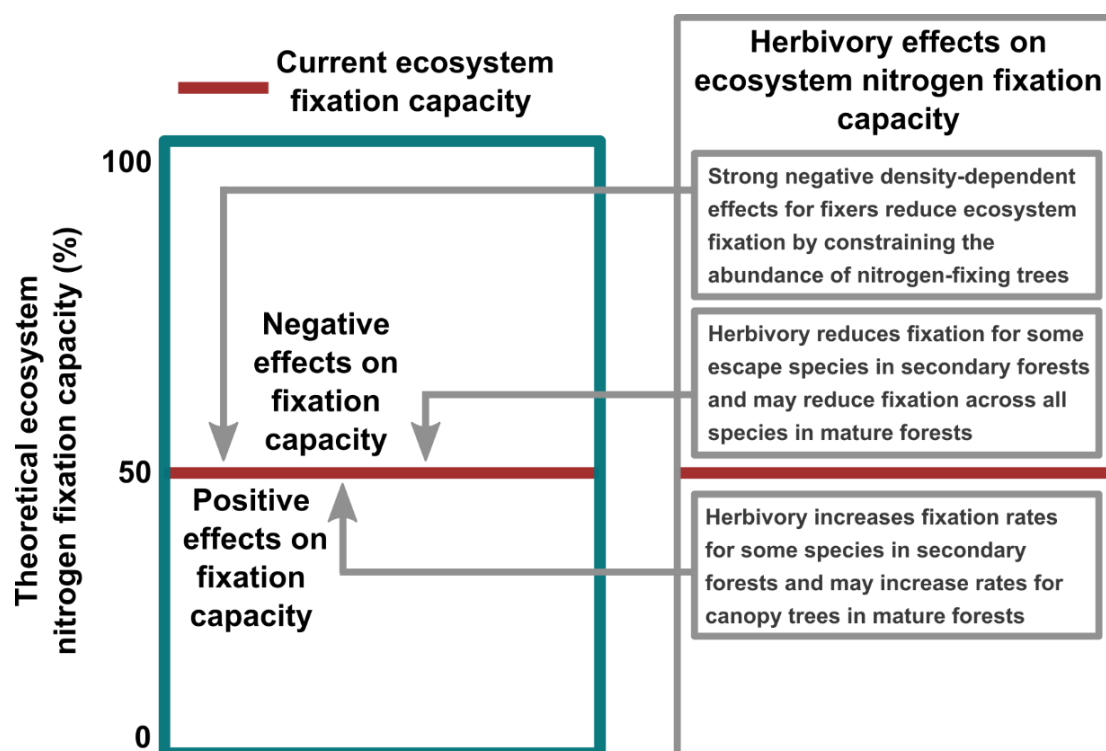 Current ecosystem
fixation capacity
Theoretical ecosystem
nitrogen fixation capacity (%)
100
50
0
Negative
effects on
fixation
capacity
Positive
effects on
fixation
capacity
Herbivory effects on
ecosystem nitrogen fixation
capacity
Strong negative density-dependent
effects for fixers reduce ecosystem
fixation by constraining the
abundance of nitrogen-fixing trees
Herbivory reduces fixation for some
escape species in secondary forests
and may reduce fixation across all
species in mature forests
Herbivory increases fixation rates
for some species in secondary
forests and may increase rates for
canopy trees in mature forests